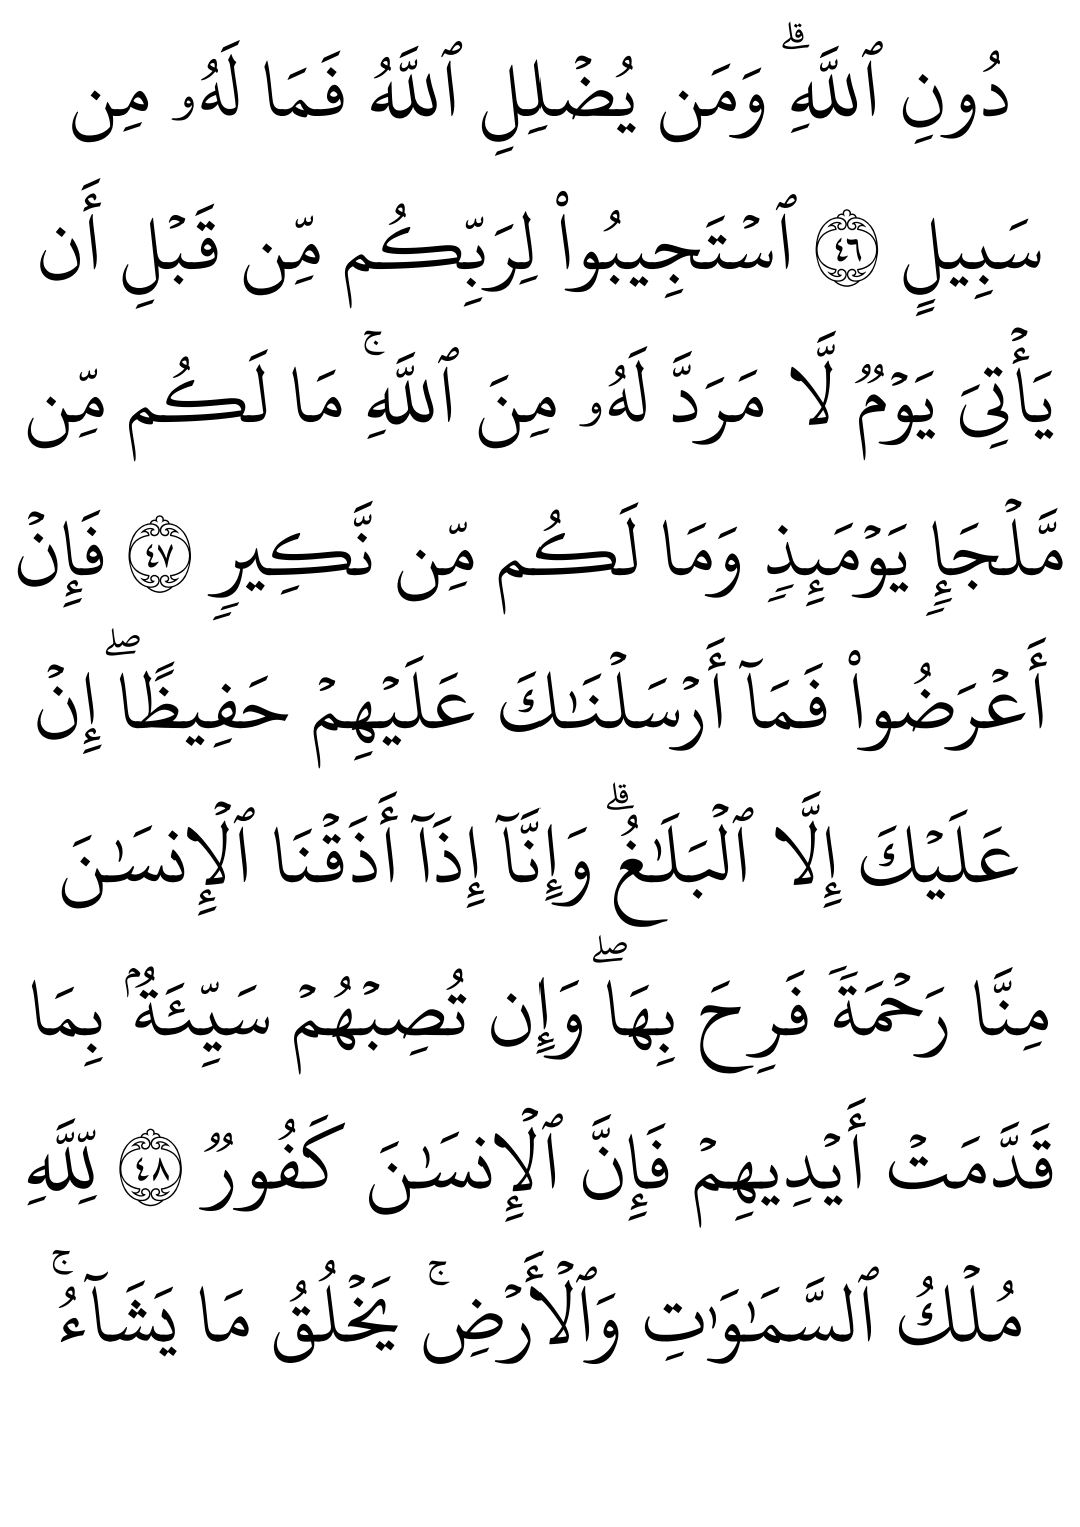 دُونِ ٱللَّهِۗ وَمَن يُضۡلِلِ ٱللَّهُ فَمَا لَهُۥ مِن
سَبِيلٍ ٤٦ ٱسۡتَجِيبُواْ لِرَبِّكُم مِّن قَبۡلِ أَن
يَأۡتِيَ يَوۡمٞ لَّا مَرَدَّ لَهُۥ مِنَ ٱللَّهِۚ مَا لَكُم مِّن
مَّلۡجَإٖ يَوۡمَئِذٖ وَمَا لَكُم مِّن نَّكِيرٖ ٤٧ فَإِنۡ
أَعۡرَضُواْ فَمَآ أَرۡسَلۡنَٰكَ عَلَيۡهِمۡ حَفِيظًاۖ إِنۡ
عَلَيۡكَ إِلَّا ٱلۡبَلَٰغُۗ وَإِنَّآ إِذَآ أَذَقۡنَا ٱلۡإِنسَٰنَ
مِنَّا رَحۡمَةٗ فَرِحَ بِهَاۖ وَإِن تُصِبۡهُمۡ سَيِّئَةُۢ بِمَا
قَدَّمَتۡ أَيۡدِيهِمۡ فَإِنَّ ٱلۡإِنسَٰنَ كَفُورٞ ٤٨ لِّلَّهِ
مُلۡكُ ٱلسَّمَٰوَٰتِ وَٱلۡأَرۡضِۚ يَخۡلُقُ مَا يَشَآءُۚ